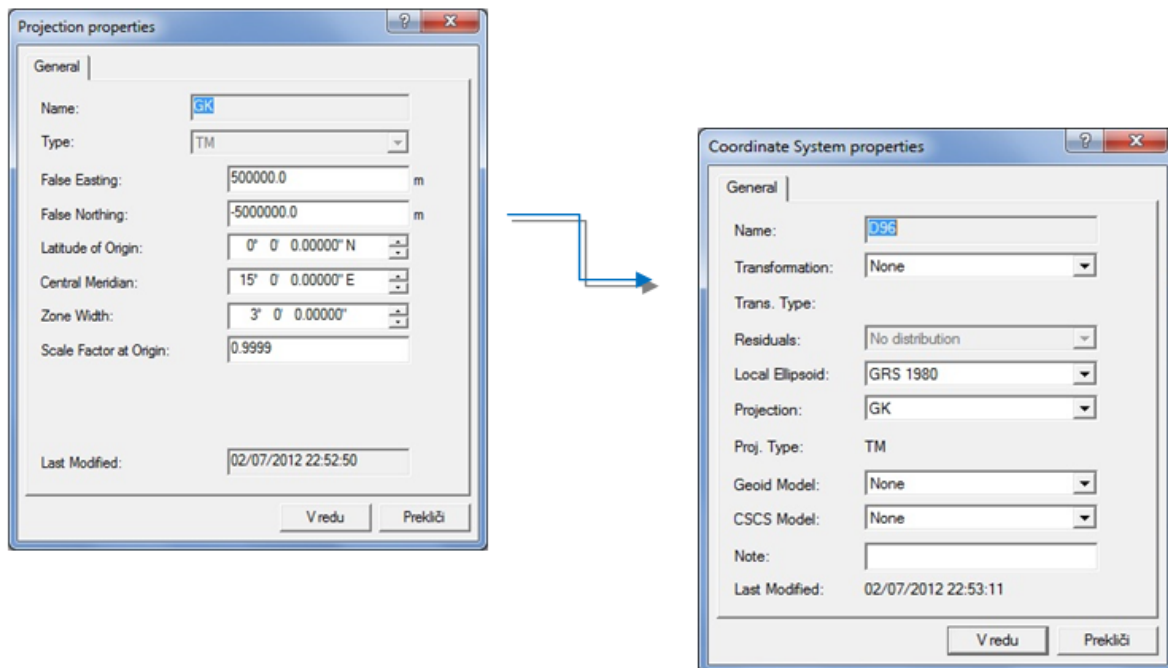 Projection properties
General
Name: GK
Type: TM
False Easting: 500000.0 m
False Northing: -5000000.0 m
Latitude of Origin: 0° 0' 0.00000" N
Central Meridian: 15° 0' 0.00000" E
Zone Width: 3° 0' 0.00000"
Scale Factor at Origin: 0.9999
Last Modified: 02/07/2012 22:52:50
V redu Prekliči
Coordinate System properties
General
Name: D96
Transformation: None
Trans. Type:
Residuals: No distribution
Local Ellipsoid: GRS 1980
Projection: GK
Proj. Type: TM
Geoid Model: None
CSCS Model: None
Note:
Last Modified: 02/07/2012 22:53:11
V redu Prekliči